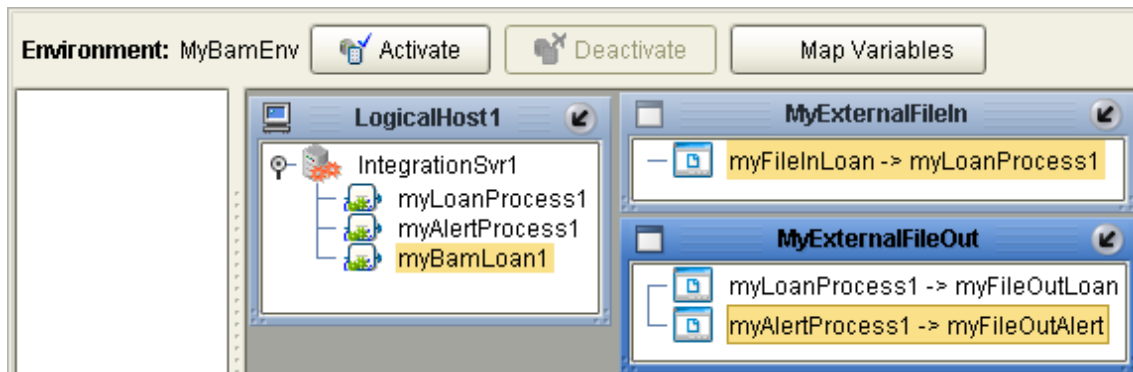 Environment: MyBamEnv Activate Deactivate Map Variables
LogicalHost1
IntegrationSvr1
myLoanProcess1
myAlertProcess1
myBamLoan1
MyExternalFileIn
myFileInLoan -> myLoanProcess1
MyExternalFileOut
myLoanProcess1 -> myFileOutLoan
myAlertProcess1 -> myFileOutAlert